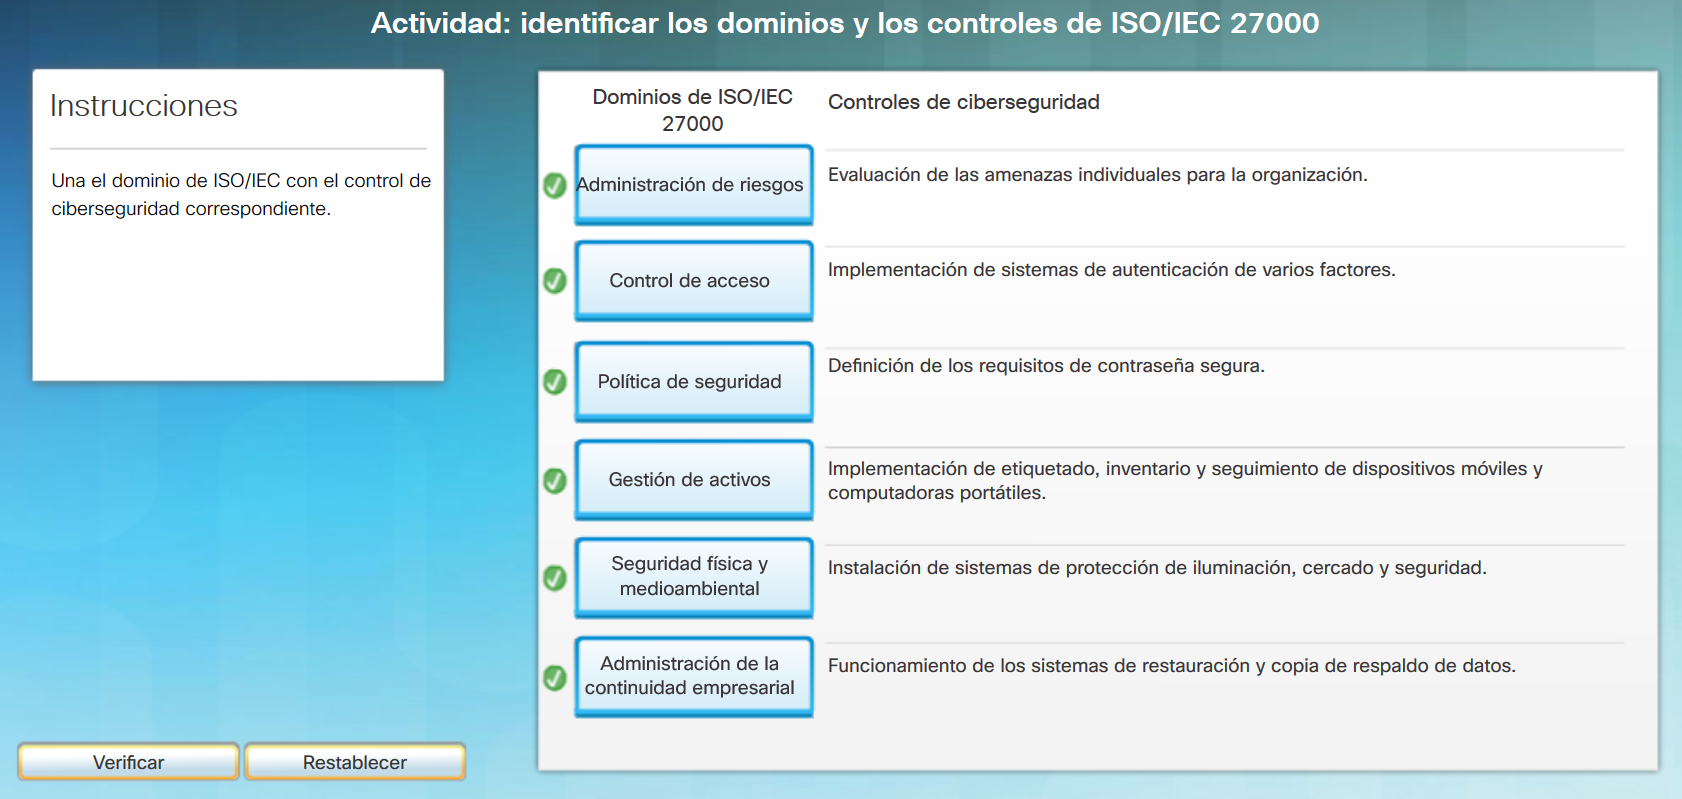 Actividad: identificar los dominios y los controles de ISO/IEC 27000
Instrucciones
Una el dominio de ISO/IEC con el control de
ciberseguridad correspondiente.
Dominios de ISO/IEC
27000
Controles de ciberseguridad
Administración de riesgos
Evaluación de las amenazas individuales para la organización.
Control de acceso
Implementación de sistemas de autenticación de varios factores.
Política de seguridad
Definición de los requisitos de contraseña segura.
Gestión de activos
Implementación de etiquetado, inventario y seguimiento de dispositivos móviles y
computadoras portátiles.
Seguridad física y
medioambiental
Instalación de sistemas de protección de iluminación, cercado y seguridad.
Administración de la
continuidad empresarial
Funcionamiento de los sistemas de restauración y copia de respaldo de datos.
Verificar
Restablecer